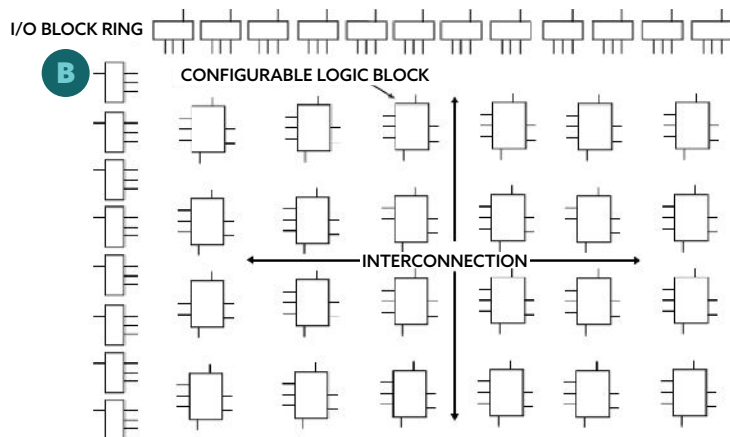 I/O BLOCK RING
B
CONFIGURABLE LOGIC BLOCK
INTERCONNECTION